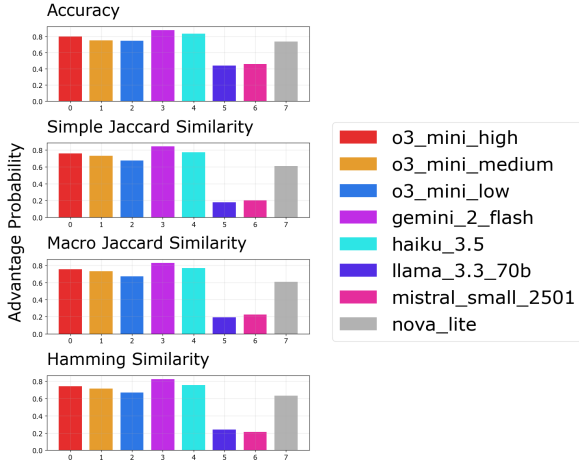 Accuracy
0.8
0.6
0.4
0.2
0.0
0 1 2 3 4 5 6 7
Simple Jaccard Similarity
0.8
0.6
0.4
0.2
0.0
0 1 2 3 4 5 6 7
Macro Jaccard Similarity
0.8
0.6
0.4
0.2
0.0
0 1 2 3 4 5 6 7
Hamming Similarity
0.8
0.6
0.4
0.2
0.0
0 1 2 3 4 5 6 7
Advantage Probability
o3_mini_high
o3_mini_medium
o3_mini_low
gemini_2_flash
haiku_3.5
llama_3.3_70b
mistral_small_2501
nova_lite